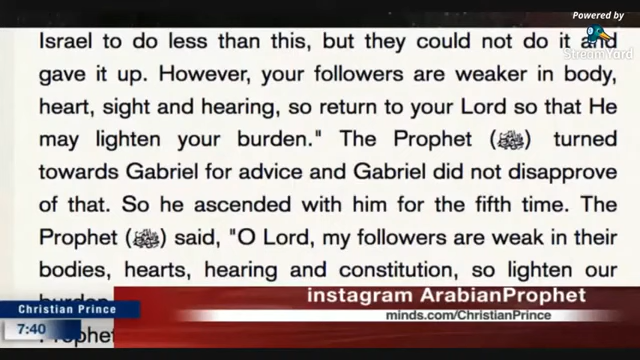 Powered by
StreamYard
Israel to do less than this, but they could not do it and
gave it up. However, your followers are weaker in body,
heart, sight and hearing, so return to your Lord so that He
may lighten your burden." The Prophet (ﷺ) turned
towards Gabriel for advice and Gabriel did not disapprove
of that. So he ascended with him for the fifth time. The
Prophet (ﷺ) said, "O Lord, my followers are weak in their
bodies, hearts, hearing and constitution, so lighten our
instagram ArabianProphet
Christian Prince
minds.com/ChristianPrince
7:40